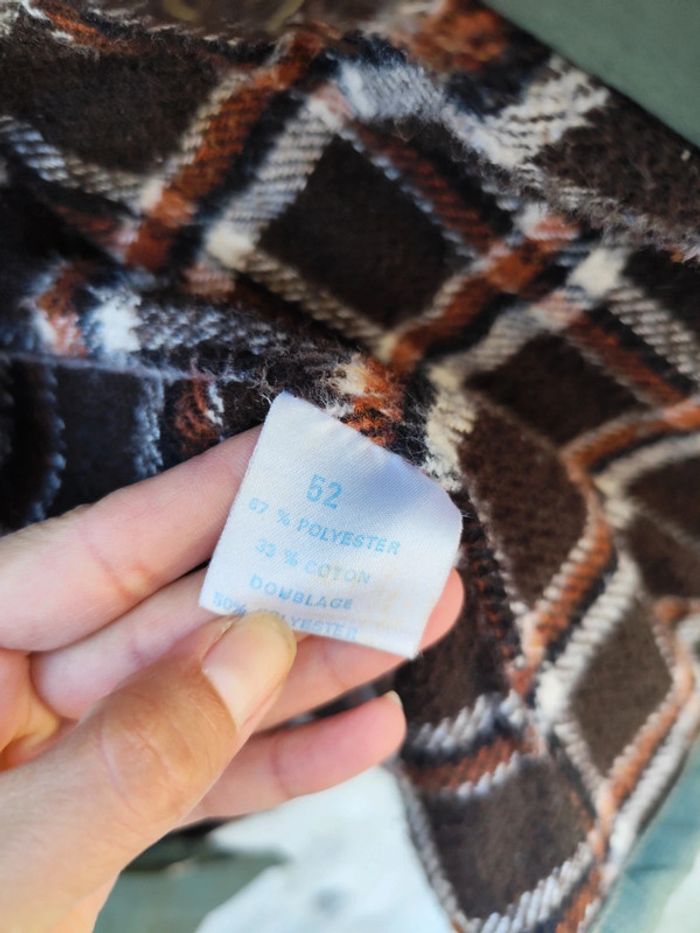 52
67 % POLYESTER
33 % COTON
DOUBLAGE
50% POLYESTER